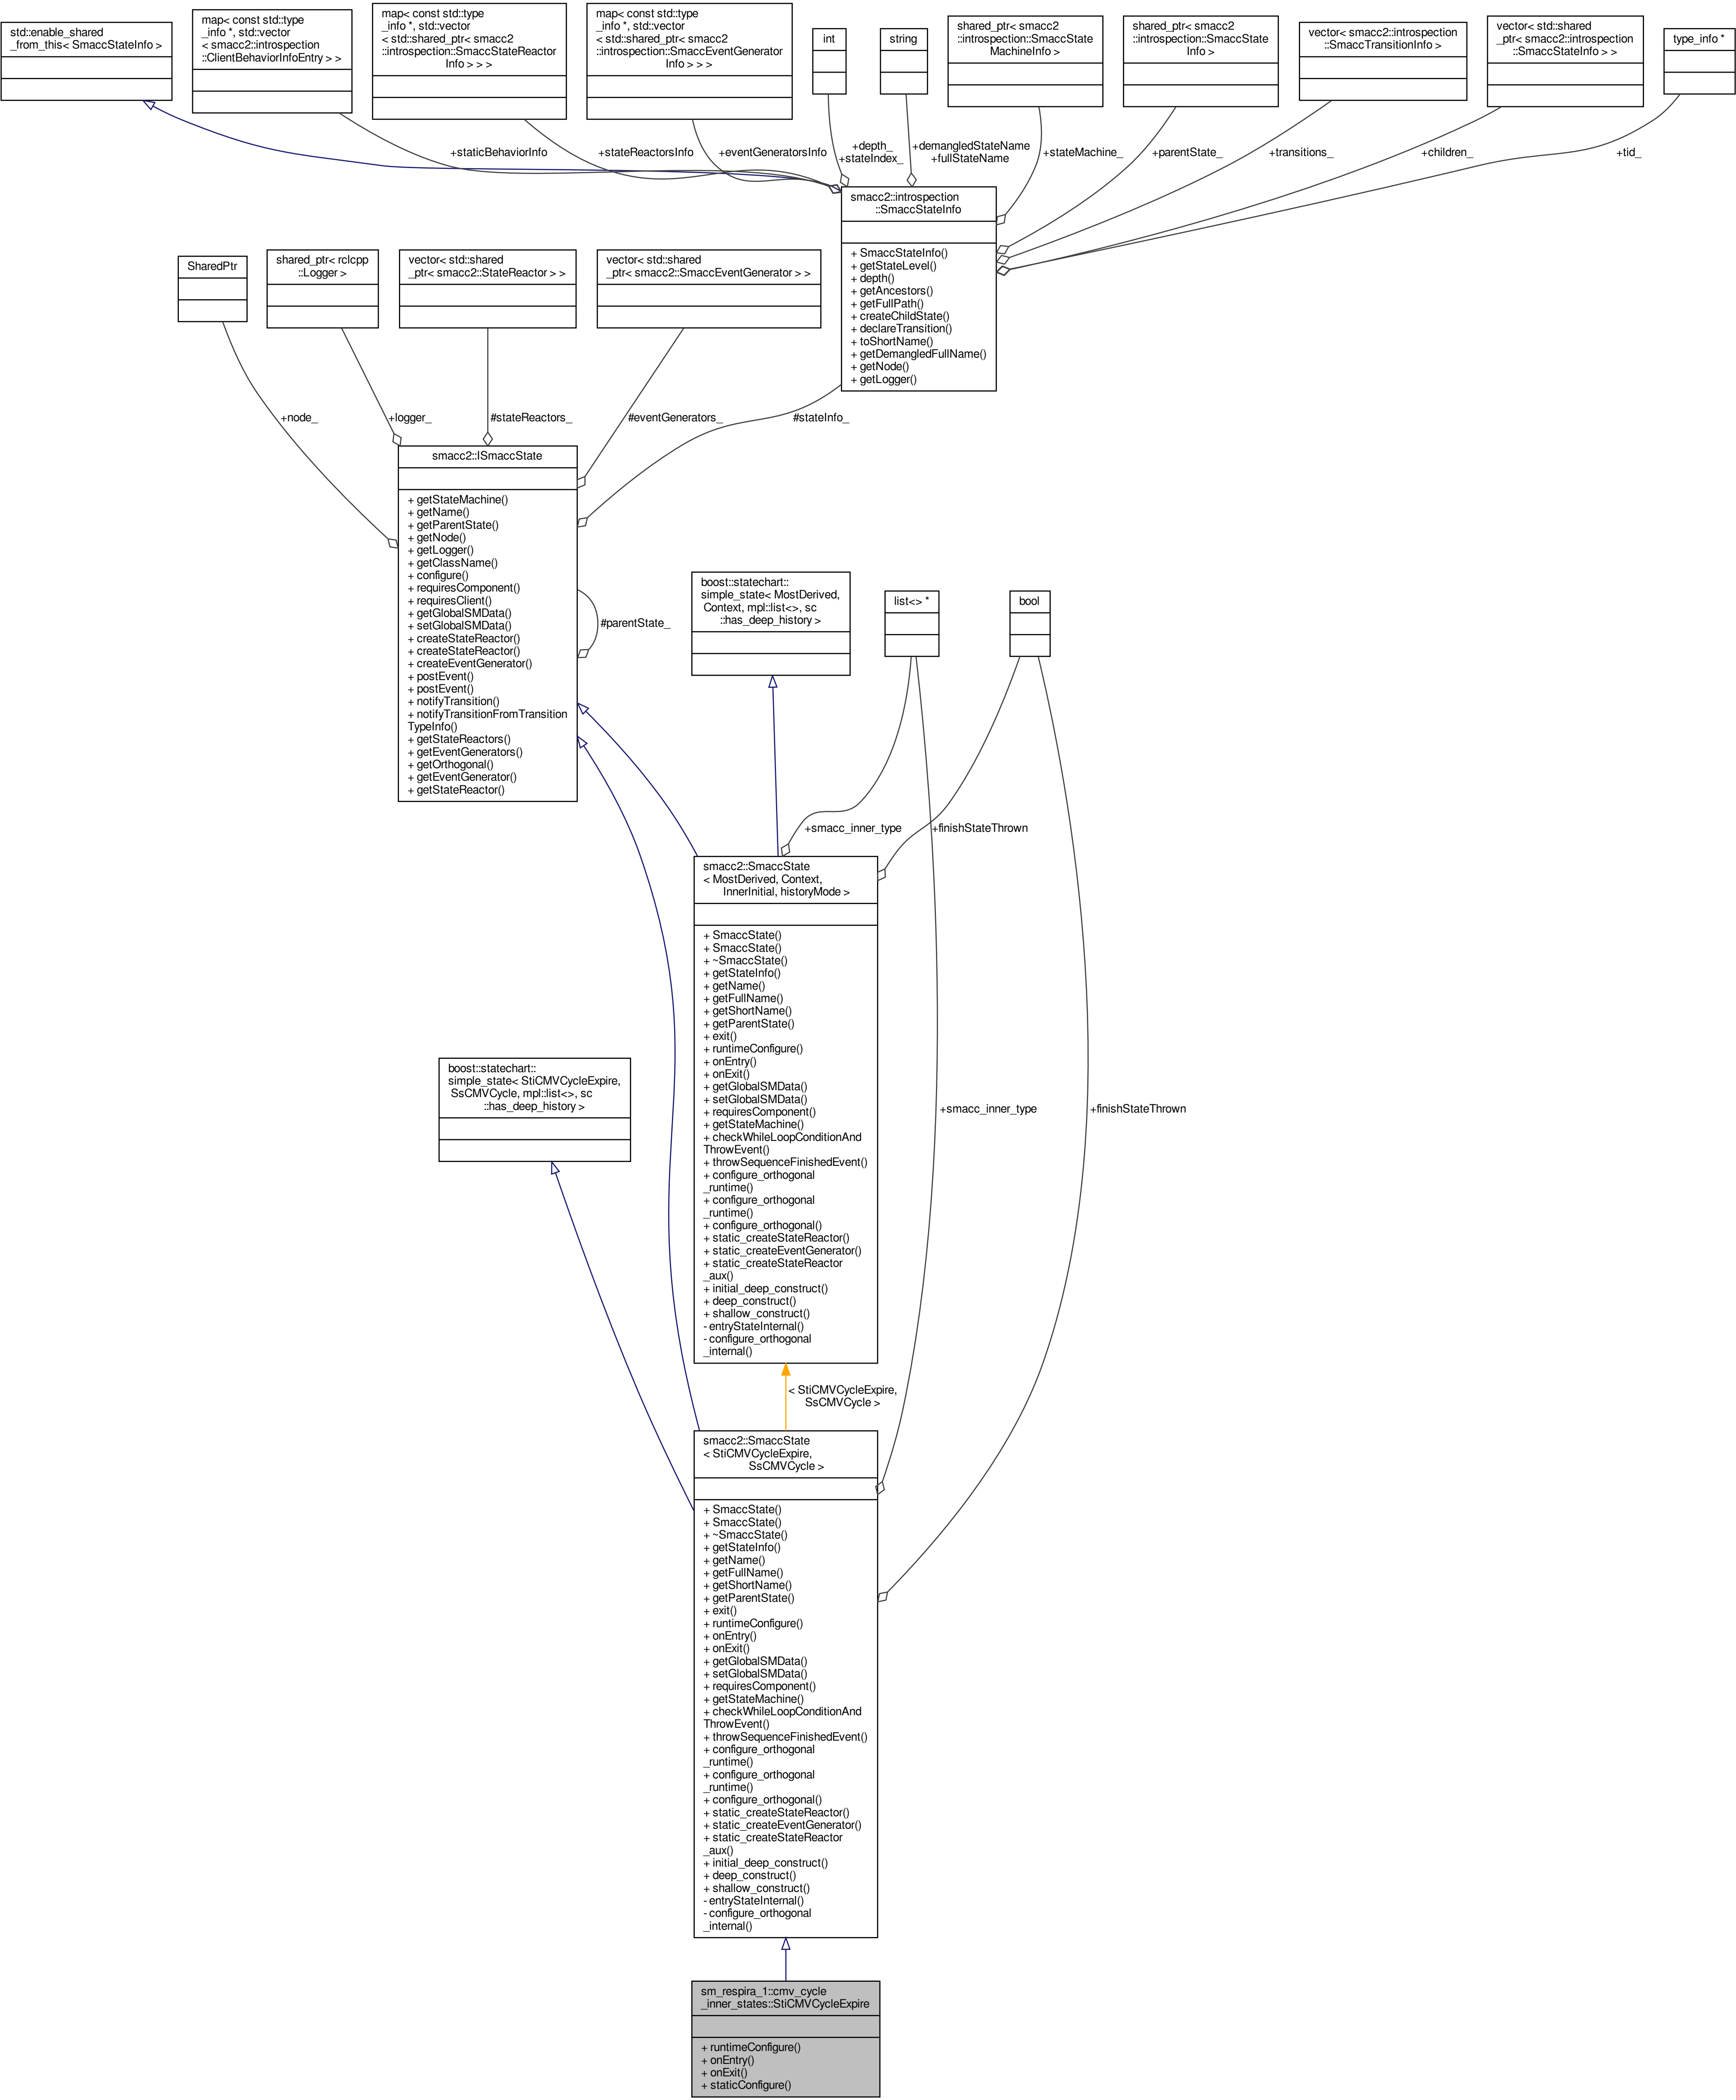 std::enable_shared
_from_this< SmaccStateInfo >
map< const std::type
_info *, std::vector
< smacc2::introspection
::ClientBehaviorInfoEntry > >
map< const std::type
_info *, std::vector
< std::shared_ptr< smacc2
::introspection::SmaccStateReactor
Info > > >
map< const std::type
_info *, std::vector
< std::shared_ptr< smacc2
::introspection::SmaccEventGenerator
Info > > >
int
string
shared_ptr< smacc2
::introspection::SmaccState
MachineInfo >
shared_ptr< smacc2
::introspection::SmaccState
Info >
vector< smacc2::introspection
::SmaccTransitionInfo >
vector< std::shared
_ptr< smacc2::introspection
::SmaccStateInfo > >
type_info *
+staticBehaviorInfo
+stateReactorsInfo
+eventGeneratorsInfo
+depth_
+stateIndex_
+demangledStateName
+fullStateName
+stateMachine_
+parentState_
+transitions_
+children_
+tid_
smacc2::introspection
::SmaccStateInfo
+ SmaccStateInfo()
+ getStateLevel()
+ depth()
+ getAncestors()
+ getFullPath()
+ createChildState()
+ declareTransition()
+ toShortName()
+ getDemangledFullName()
+ getNode()
+ getLogger()
SharedPtr
shared_ptr< rclcpp
::Logger >
vector< std::shared
_ptr< smacc2::StateReactor > >
vector< std::shared
_ptr< smacc2::SmaccEventGenerator > >
+node_
+logger_
#stateReactors_
#eventGenerators_
#stateInfo_
smacc2::ISmaccState
+ getStateMachine()
+ getName()
+ getParentState()
+ getNode()
+ getLogger()
+ getClassName()
+ configure()
+ requiresComponent()
+ requiresClient()
+ getGlobalSMData()
+ setGlobalSMData()
+ createStateReactor()
+ createStateReactor()
+ createEventGenerator()
+ postEvent()
+ postEvent()
+ notifyTransition()
+ notifyTransitionFromTransition
TypeInfo()
+ getStateReactors()
+ getEventGenerators()
+ getOrthogonal()
+ getEventGenerator()
+ getStateReactor()
#parentState_
boost::statechart::
simple_state< MostDerived,
Context, mpl::list<>, sc
::has_deep_history >
list<> *
bool
+smacc_inner_type
+finishStateThrown
smacc2::SmaccState
< MostDerived, Context,
InnerInitial, historyMode >
+ SmaccState()
+ SmaccState()
+ ~SmaccState()
+ getStateInfo()
+ getName()
+ getFullName()
+ getShortName()
+ getParentState()
+ exit()
+ runtimeConfigure()
+ onEntry()
+ onExit()
+ getGlobalSMData()
+ setGlobalSMData()
+ requiresComponent()
+ getStateMachine()
+ checkWhileLoopConditionAnd
ThrowEvent()
+ throwSequenceFinishedEvent()
+ configure_orthogonal
_runtime()
+ configure_orthogonal
_runtime()
+ configure_orthogonal()
+ static_createStateReactor()
+ static_createEventGenerator()
+ static_createStateReactor
_aux()
+ initial_deep_construct()
+ deep_construct()
+ shallow_construct()
- entryStateInternal()
- configure_orthogonal
_internal()
boost::statechart::
simple_state< StiCMVCycleExpire,
SsCMVCycle, mpl::list<>, sc
::has_deep_history >
+smacc_inner_type
+finishStateThrown
< StiCMVCycleExpire,
SsCMVCycle >
smacc2::SmaccState
< StiCMVCycleExpire,
SsCMVCycle >
+ SmaccState()
+ SmaccState()
+ ~SmaccState()
+ getStateInfo()
+ getName()
+ getFullName()
+ getShortName()
+ getParentState()
+ exit()
+ runtimeConfigure()
+ onEntry()
+ onExit()
+ getGlobalSMData()
+ setGlobalSMData()
+ requiresComponent()
+ getStateMachine()
+ checkWhileLoopConditionAnd
ThrowEvent()
+ throwSequenceFinishedEvent()
+ configure_orthogonal
_runtime()
+ configure_orthogonal
_runtime()
+ configure_orthogonal()
+ static_createStateReactor()
+ static_createEventGenerator()
+ static_createStateReactor
_aux()
+ initial_deep_construct()
+ deep_construct()
+ shallow_construct()
- entryStateInternal()
- configure_orthogonal
_internal()
sm_respira_1::cmv_cycle
_inner_states::StiCMVCycleExpire
+ runtimeConfigure()
+ onEntry()
+ onExit()
+ staticConfigure()